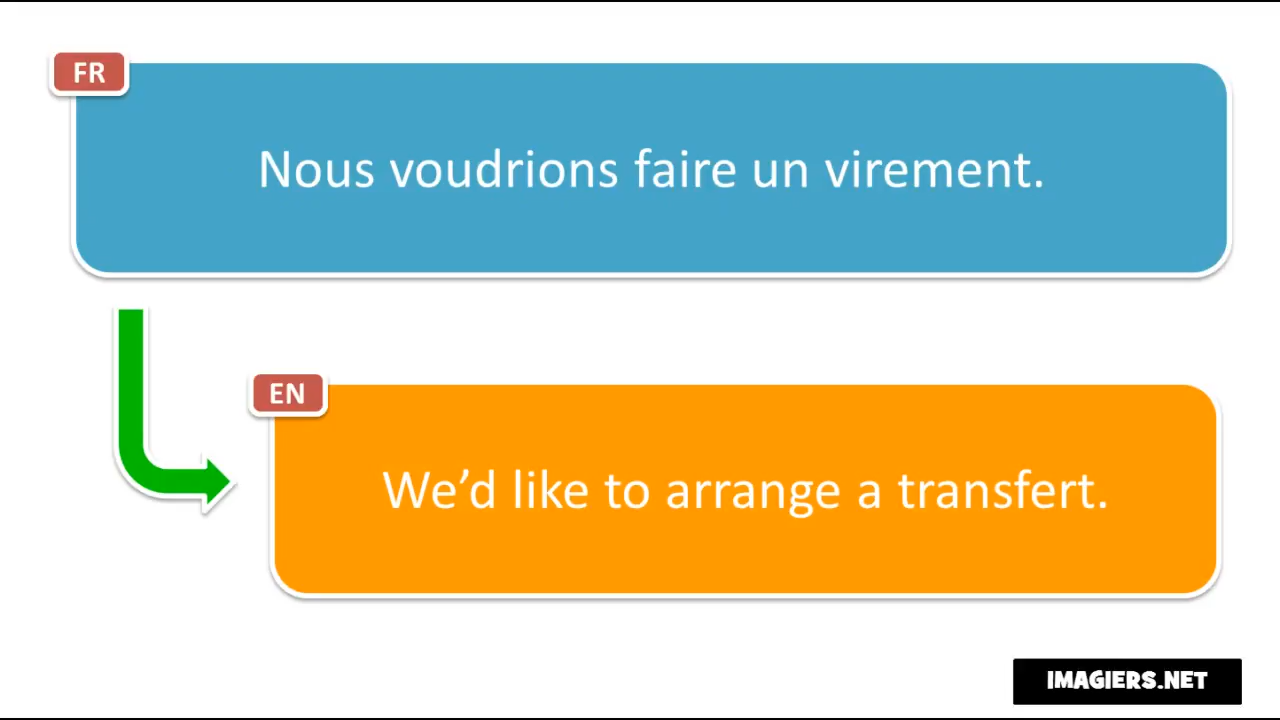 FR
Nous voudrions faire un virement.
EN
We’d like to arrange a transfert.
IMAGIERS.NET